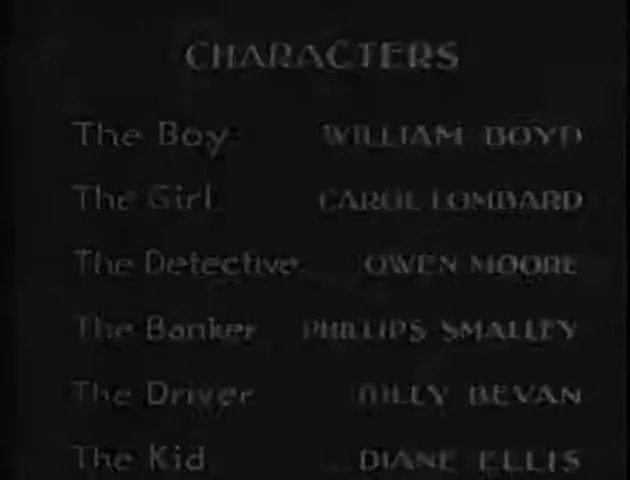 CHARACTERS
The Boy WILLIAM BOYD
The Girl CAROL LOMBARD
The Detective OWEN MOORE
The Banker PHILLIPS SMALLEY
The Driver BILLY BEVAN
The Kid DIANE ELLIS